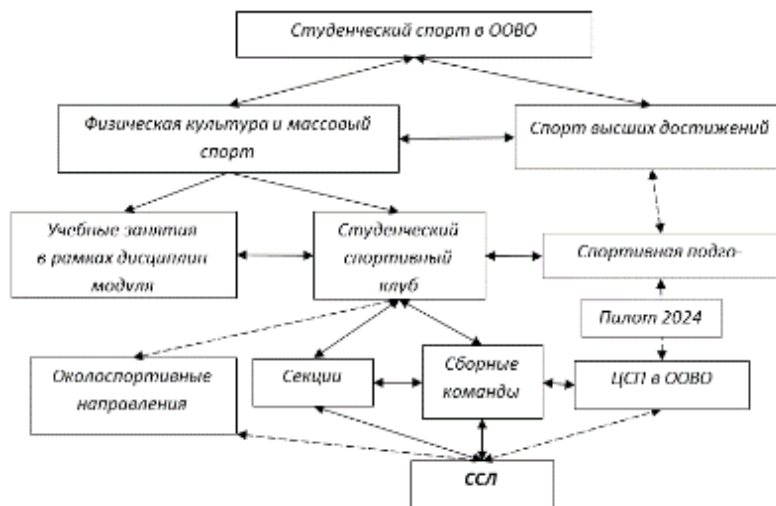 Студенческий спорт в ООВО
Физическая культура и массовый
спорт
Спорт высших достижений
Учебные занятия
в рамках дисциплин
модуля
Студенческий
спортивный
клуб
Спортивная подго-
Пилот 2024
Околоспортивные
направления
Секции
Сборные
команды
ЦСП в ООВО
ССЛ